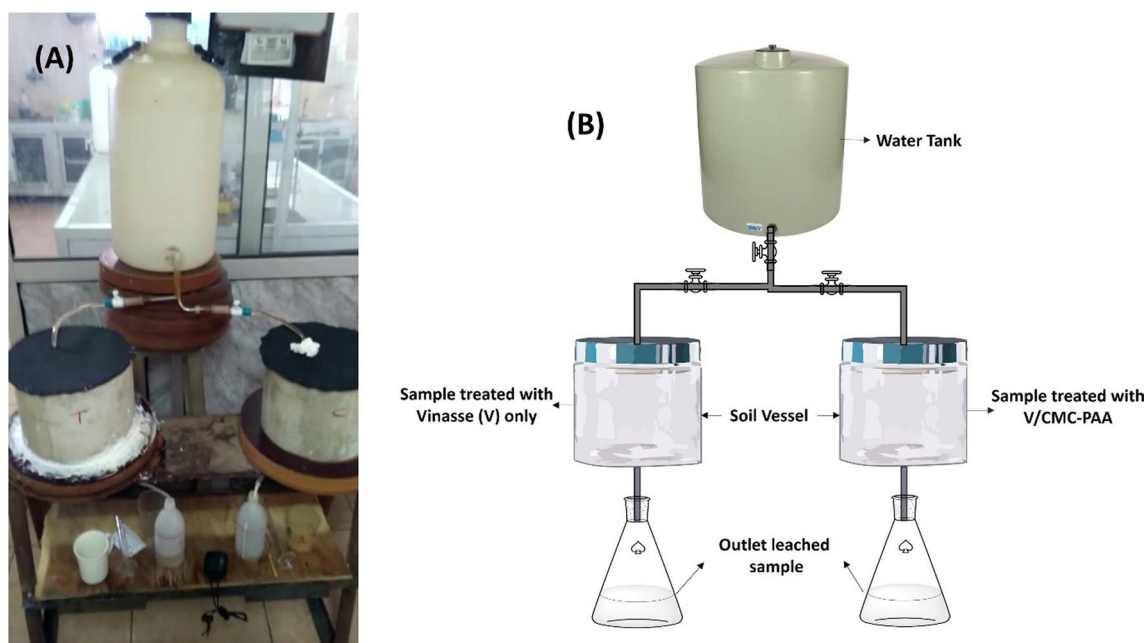 (A)
T
C
(B)
Water Tank
Sample treated with
Vinasse (V) only
Soil Vessel
Sample treated with
V/CMC-PAA
Outlet leached
sample